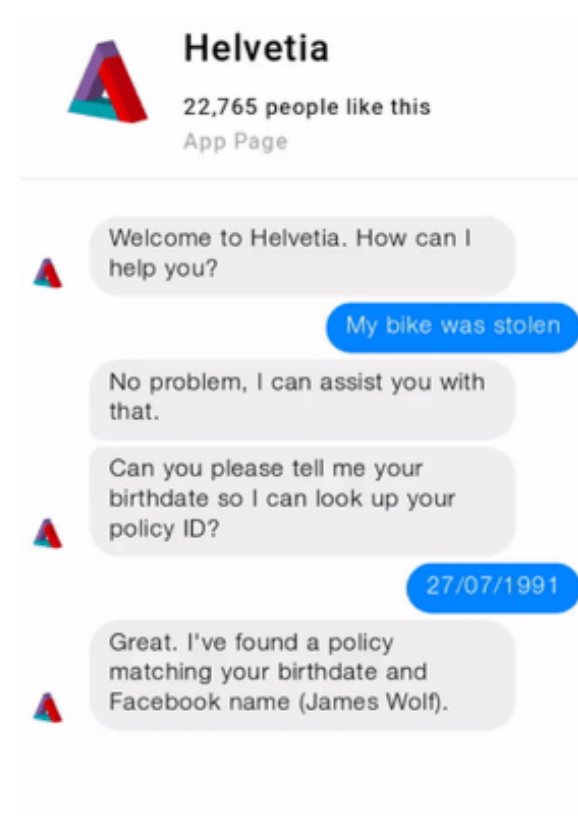 Helvetia
22,765 people like this
App Page
Welcome to Helvetia. How can I
help you?
My bike was stolen
No problem, I can assist you with
that.
Can you please tell me your
birthdate so I can look up your
policy ID?
27/07/1991
Great. I've found a policy
matching your birthdate and
Facebook name (James Wolf).